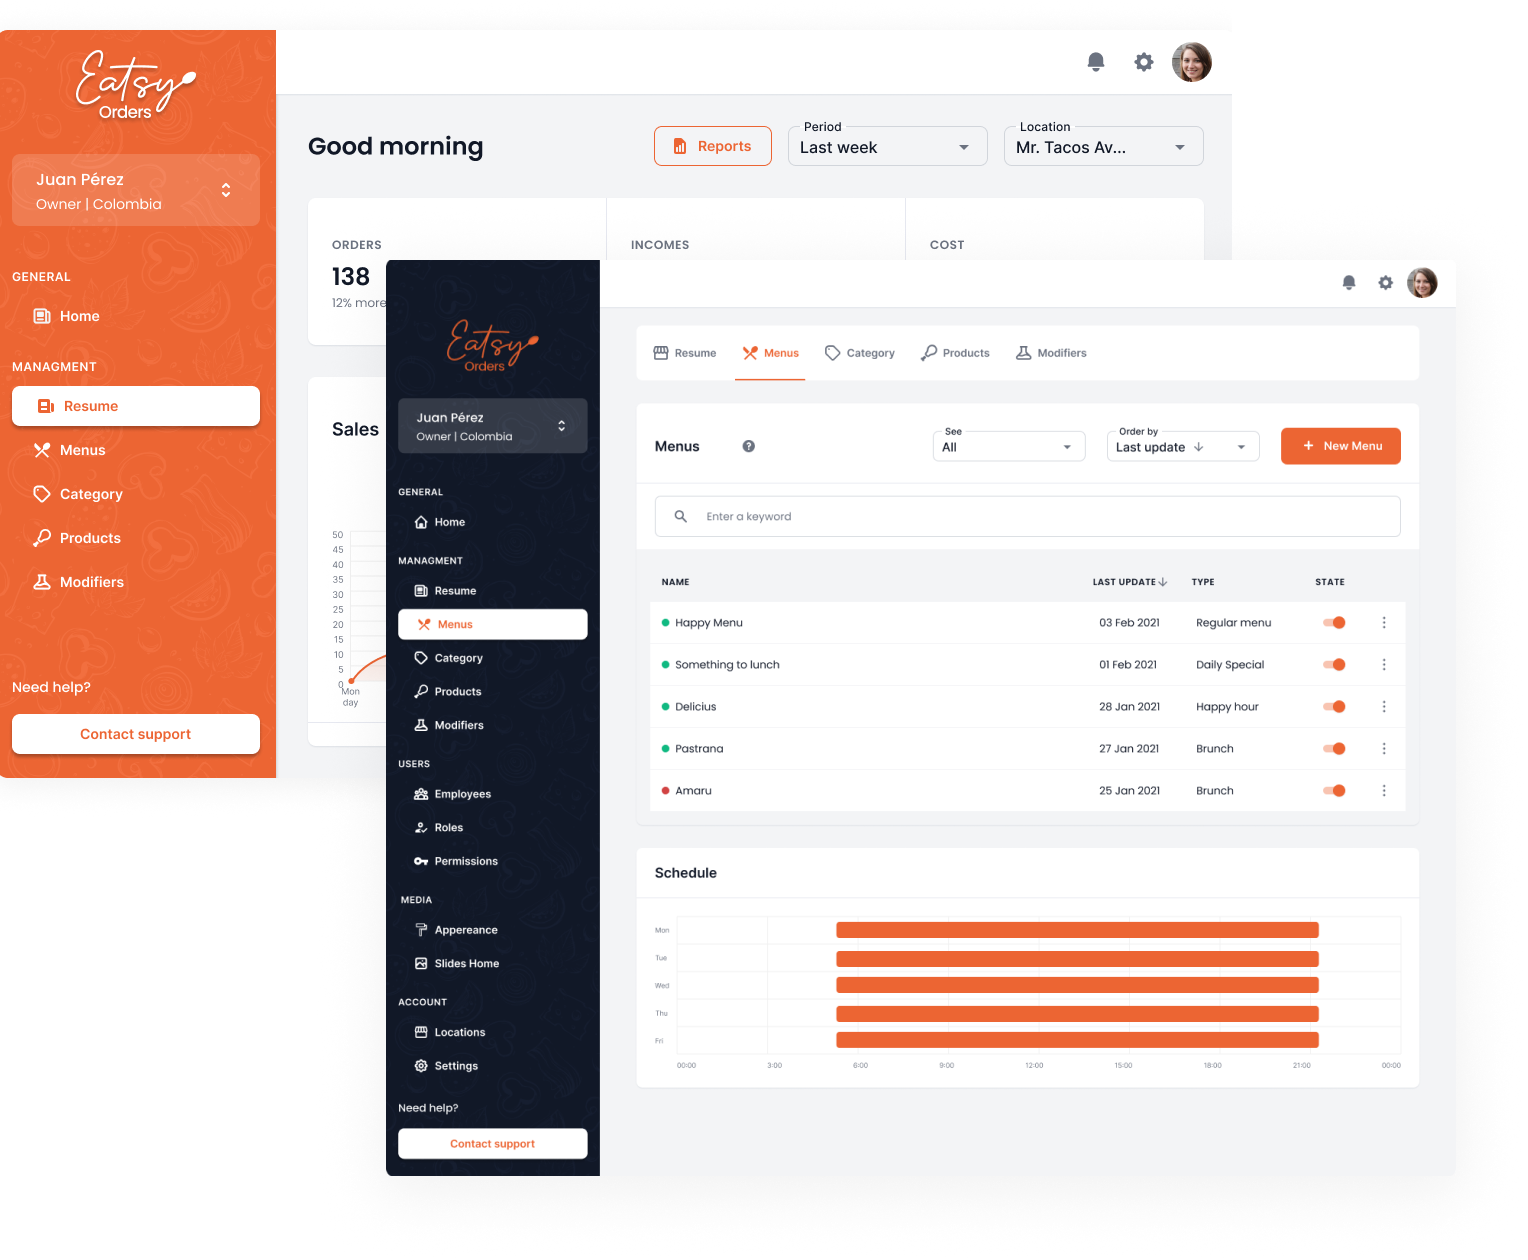 Eatsy
Orders
Juan Pérez
Owner | Colombia
GENERAL
Home
MANAGMENT
Resume
Menus
Category
Products
Modifiers
Need help?
Contact support
Good morning
Reports
Period
Last week
Location
Mr. Tacos Av...
ORDERS
138
12% more
INCOMES
COST
Sales
50
45
40
35
30
25
20
15
10
5
0
Mon
day
Eatsy
Orders
Juan Pérez
Owner | Colombia
GENERAL
Home
MANAGMENT
Resume
Menus
Category
Products
Modifiers
USERS
Employees
Roles
Permissions
MEDIA
Appereance
Slides Home
ACCOUNT
Locations
Settings
Need help?
Contact support
Resume Menus Category Products Modifiers
Menus ?
See
All
Order by
Last update
+ New Menu
Enter a keyword
NAME LAST UPDATE TYPE STATE
Happy Menu 03 Feb 2021 Regular menu
Something to lunch 01 Feb 2021 Daily Special
Delicius 28 Jan 2021 Happy hour
Pastrana 27 Jan 2021 Brunch
Amaru 25 Jan 2021 Brunch
Schedule
Mon
Tue
Wed
Thu
Fri
00:00 3:00 6:00 9:00 12:00 15:00 18:00 21:00 00:00